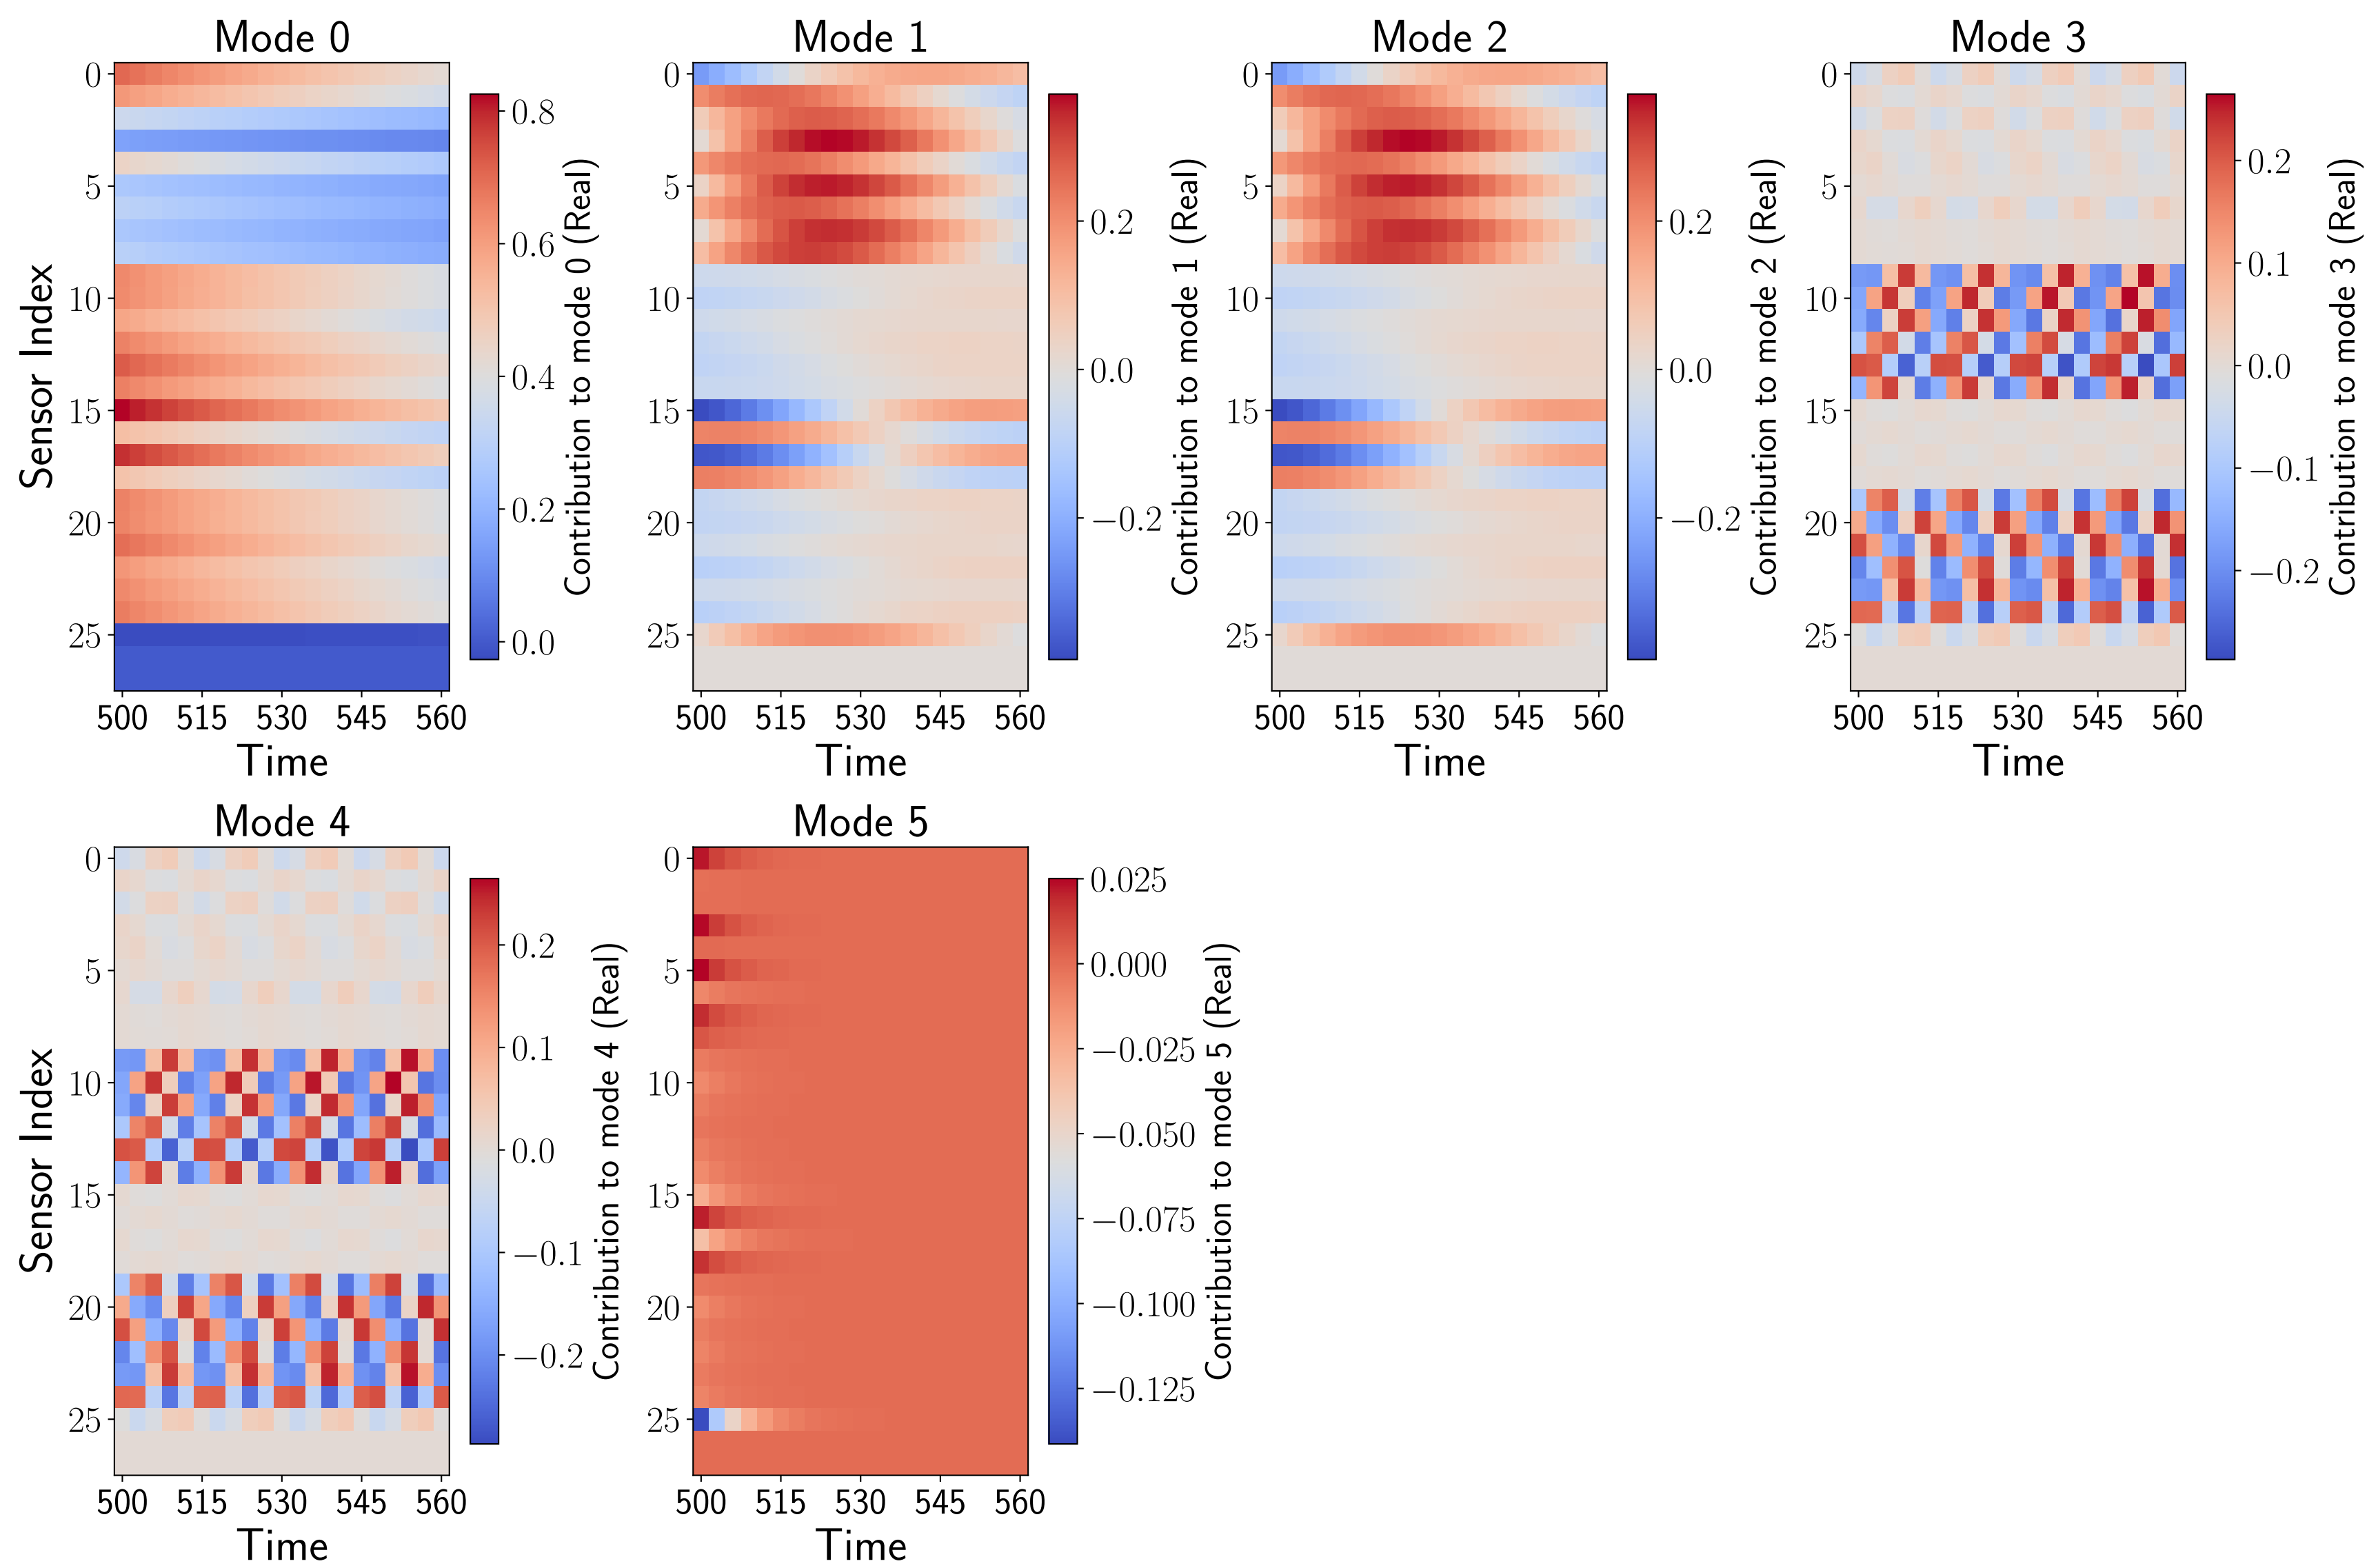 Mode 0
Mode 1
Mode 2
Mode 3
Sensor Index
0
5
10
15
20
25
500 515 530 545 560
Time
0.8
0.6
0.4
0.2
0.0
Contribution to mode 0 (Real)
0
5
10
15
20
25
500 515 530 545 560
Time
0.2
0.0
−0.2
Contribution to mode 1 (Real)
0
5
10
15
20
25
500 515 530 545 560
Time
0.2
0.0
−0.2
Contribution to mode 2 (Real)
0
5
10
15
20
25
500 515 530 545 560
Time
0.2
0.1
0.0
−0.1
−0.2
Contribution to mode 3 (Real)
Mode 4
Mode 5
Sensor Index
0
5
10
15
20
25
500 515 530 545 560
Time
0.2
0.1
0.0
−0.1
−0.2
Contribution to mode 4 (Real)
0
5
10
15
20
25
500 515 530 545 560
Time
0.025
0.000
−0.025
−0.050
−0.075
−0.100
−0.125
Contribution to mode 5 (Real)